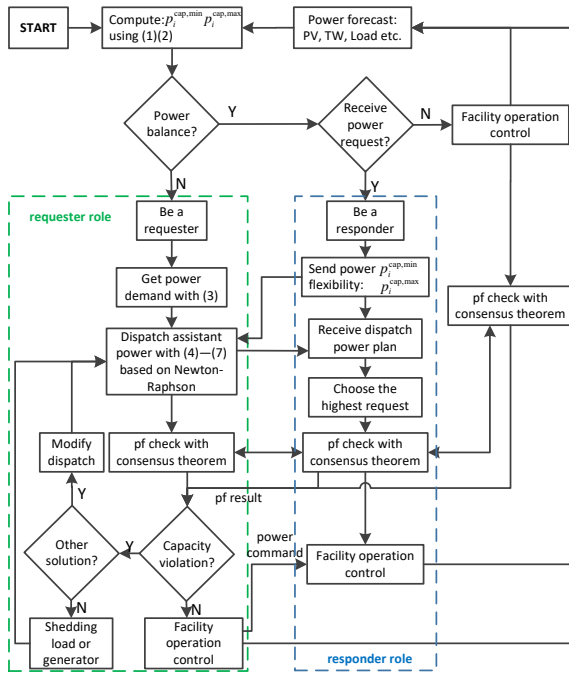 START
Compute: p_i^{cap,min} p_i^{cap,max}
using (1)(2)
Power forecast:
PV, TW, Load etc.
Power
balance?
Y
Receive
power
request?
N
Facility operation
control
N
Y
requester role
Be a
requester
Be a
responder
Get power
demand with (3)
Send power p_i^{cap,min}
flexibility: p_i^{cap,max}
pf check with
consensus theorem
Dispatch assistant
power with (4)—(7)
based on Newton-
Raphson
Receive dispatch
power plan
Choose the
highest request
Modify
dispatch
pf check with
consensus theorem
pf check with
consensus theorem
pf result
Y
Other
solution?
Y
Capacity
violation?
power
command
Facility operation
control
N
N
Shedding
load or
generator
Facility
operation
control
responder role